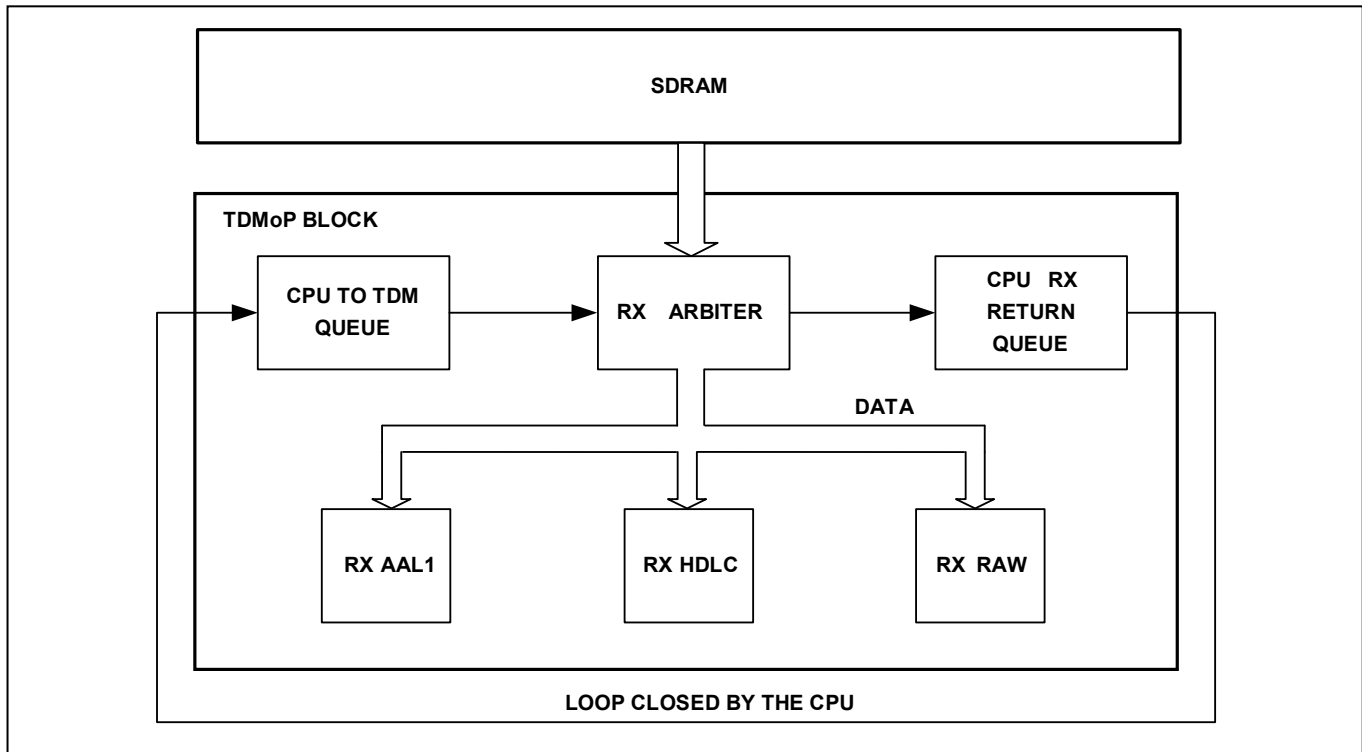 SDRAM
TDMoP BLOCK
CPU TO TDM
QUEUE
RX ARBITER
CPU RX
RETURN
QUEUE
DATA
RX AAL1
RX HDLC
RX RAW
LOOP CLOSED BY THE CPU